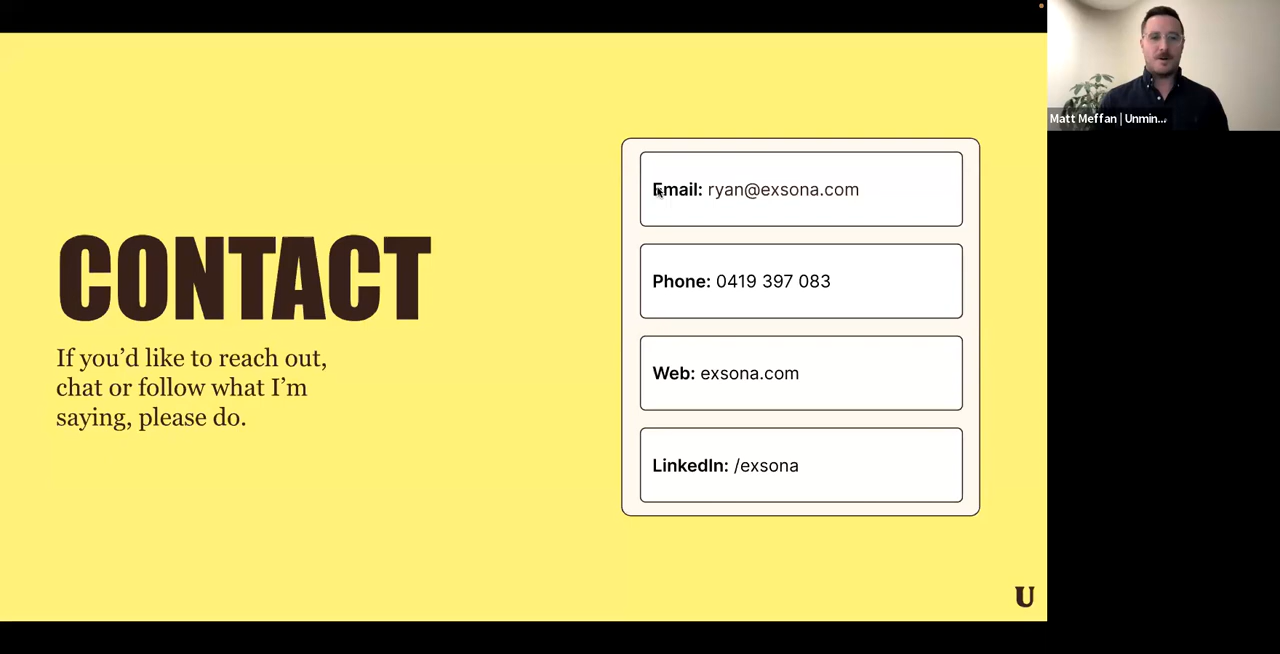 CONTACT
If you’d like to reach out,
chat or follow what I’m
saying, please do.
Email: ryan@exsona.com
Phone: 0419 397 083
Web: exsona.com
LinkedIn: /exsona
U
Matt Meffan | Unmin...